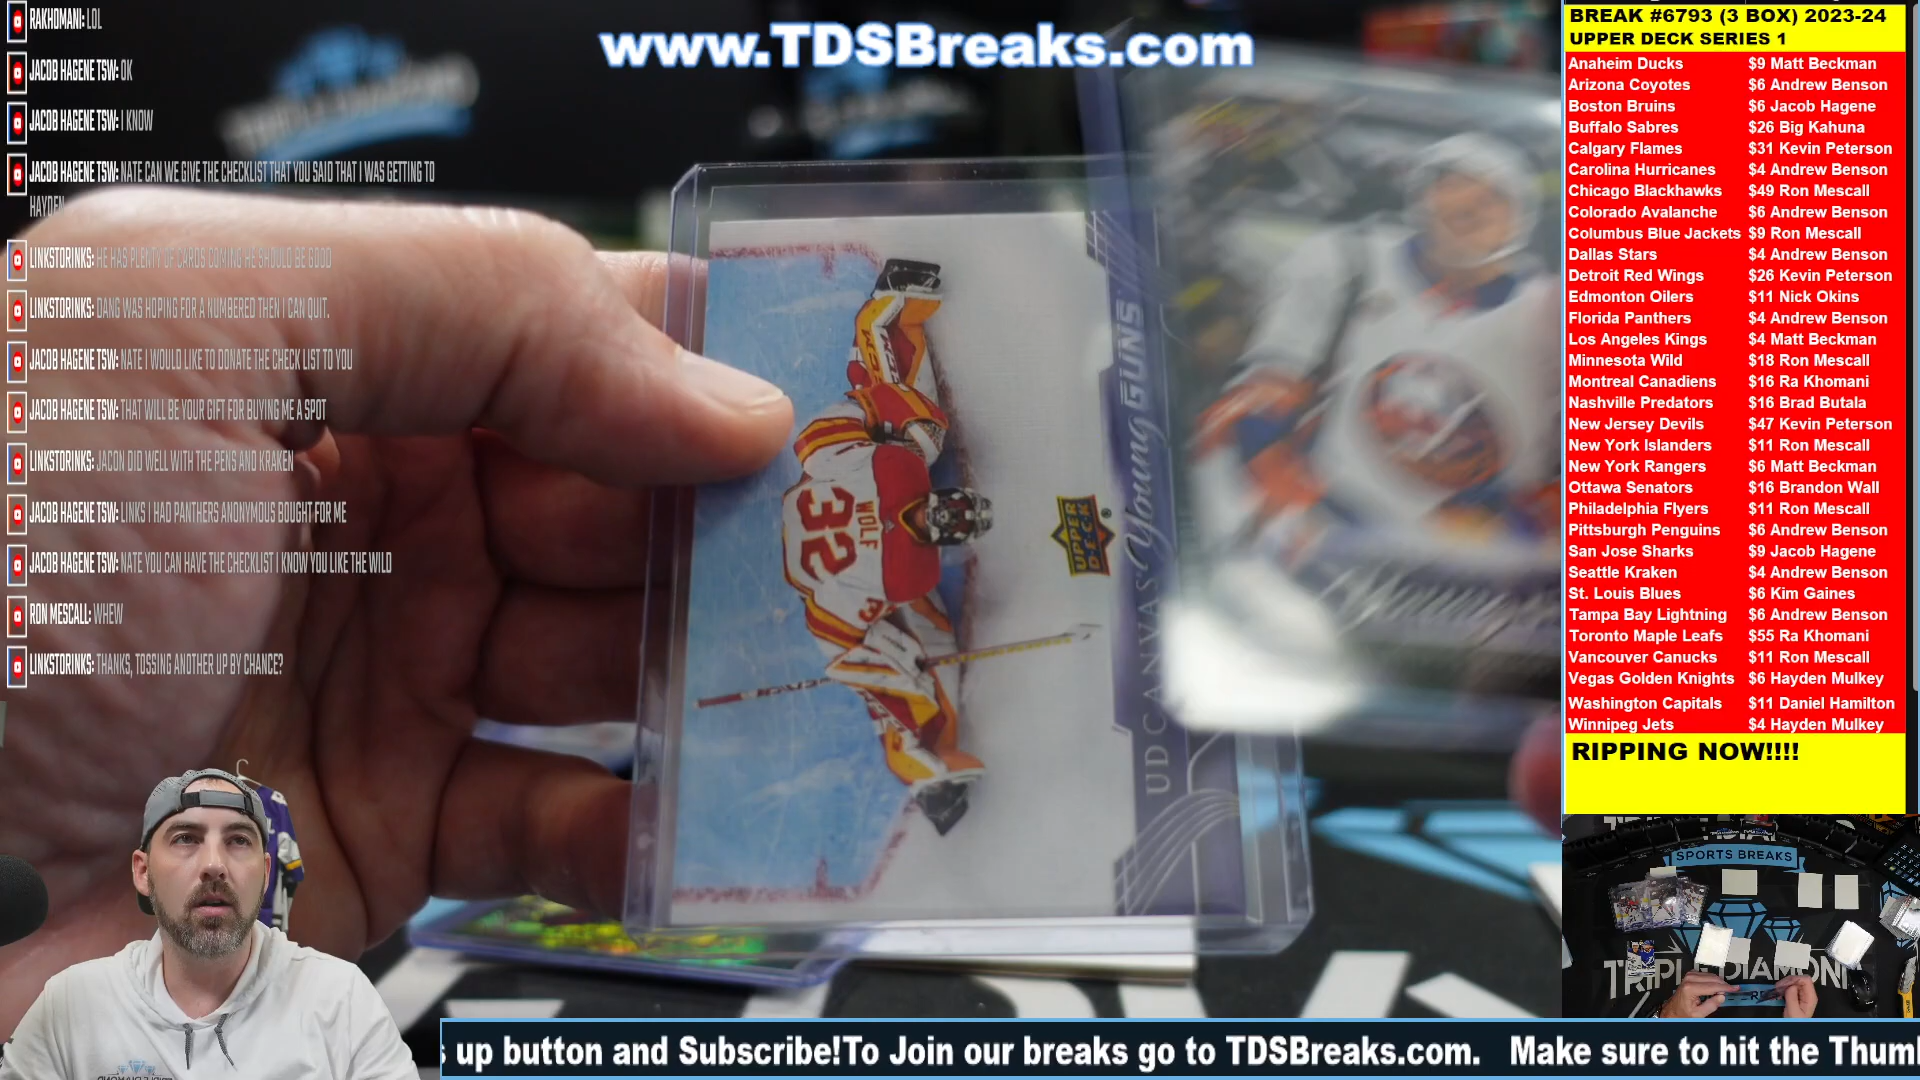 RAKHOMANI: LOL
JACOB HAGENE TSW: OK
JACOB HAGENE TSW: I KNOW
JACOB HAGENE TSW: NATE CAN WE GIVE THE CHECKLIST THAT YOU SAID THAT I WAS GETTING TO
HAYDEN
LINKSTORINKS: HE HAS PLENTY OF CARDS COMING HE SHOULD BE GOOD
LINKSTORINKS: DANG WAS HOPING FOR A NUMBERED THEN I CAN QUIT.
JACOB HAGENE TSW: NATE I WOULD LIKE TO DONATE THE CHECK LIST TO YOU
JACOB HAGENE TSW: THAT WILL BE YOUR GIFT FOR BUYING ME A SPOT
LINKSTORINKS: JACON DID WELL WITH THE PENS AND KRAKEN
JACOB HAGENE TSW: LINKS I HAD PANTHERS ANONYMOUS BOUGHT FOR ME
JACOB HAGENE TSW: NATE YOU CAN HAVE THE CHECKLIST I KNOW YOU LIKE THE WILD
RON MESCALL: WHEW
LINKSTORINKS: THANKS, TOSSING ANOTHER UP BY CHANCE?
www.TDSBreaks.com
WOLF
32
UPPER
DECK
UD CANVAS Young GUNS
BREAK #6793 (3 BOX) 2023-24
UPPER DECK SERIES 1
Anaheim Ducks $9 Matt Beckman
Arizona Coyotes $6 Andrew Benson
Boston Bruins $6 Jacob Hagene
Buffalo Sabres $26 Big Kahuna
Calgary Flames $31 Kevin Peterson
Carolina Hurricanes $4 Andrew Benson
Chicago Blackhawks $49 Ron Mescall
Colorado Avalanche $6 Andrew Benson
Columbus Blue Jackets $9 Ron Mescall
Dallas Stars $4 Andrew Benson
Detroit Red Wings $26 Kevin Peterson
Edmonton Oilers $11 Nick Okins
Florida Panthers $4 Andrew Benson
Los Angeles Kings $4 Matt Beckman
Minnesota Wild $18 Ron Mescall
Montreal Canadiens $16 Ra Khomani
Nashville Predators $16 Brad Butala
New Jersey Devils $47 Kevin Peterson
New York Islanders $11 Ron Mescall
New York Rangers $6 Matt Beckman
Ottawa Senators $16 Brandon Wall
Philadelphia Flyers $11 Ron Mescall
Pittsburgh Penguins $6 Andrew Benson
San Jose Sharks $9 Jacob Hagene
Seattle Kraken $4 Andrew Benson
St. Louis Blues $6 Kim Gaines
Tampa Bay Lightning $6 Andrew Benson
Toronto Maple Leafs $55 Ra Khomani
Vancouver Canucks $11 Ron Mescall
Vegas Golden Knights $6 Hayden Mulkey
Washington Capitals $11 Daniel Hamilton
Winnipeg Jets $4 Hayden Mulkey
RIPPING NOW!!!!
SPORTS BREAKS
up button and Subscribe!To Join our breaks go to TDSBreaks.com. Make sure to hit the Thum